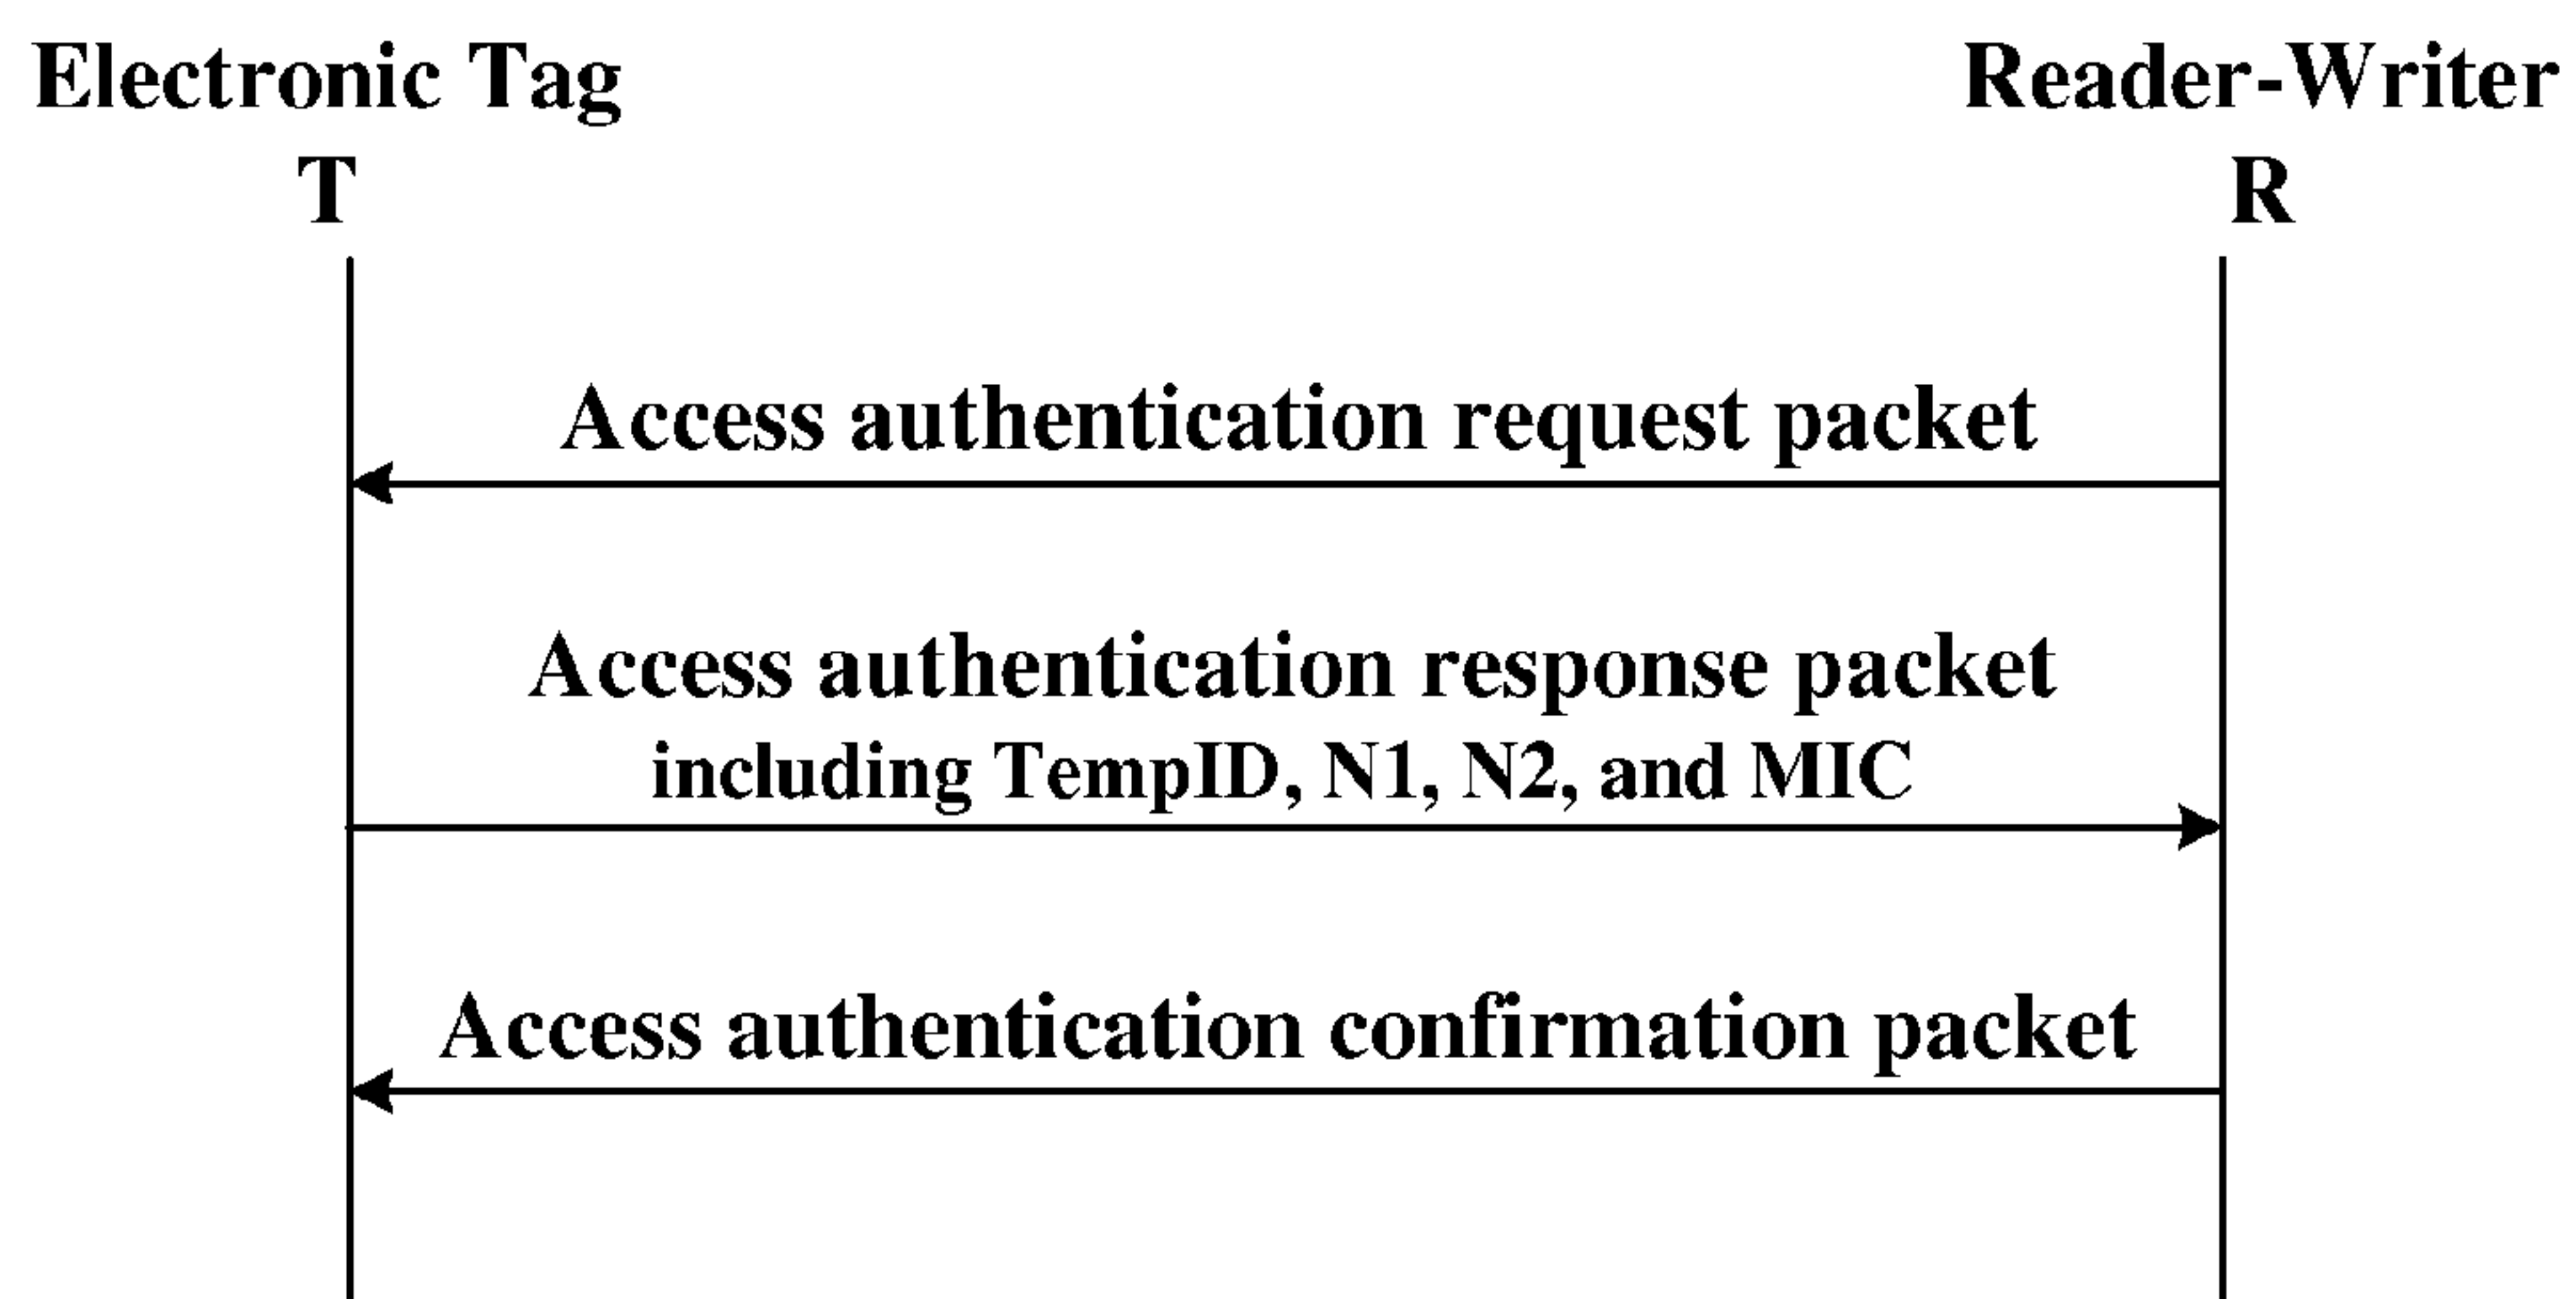 Electronic Tag
Reader-Writer
T
R
Access authentication request packet
Access authentication response packet
including TempID, N1, N2, and MIC
Access authentication confirmation packet